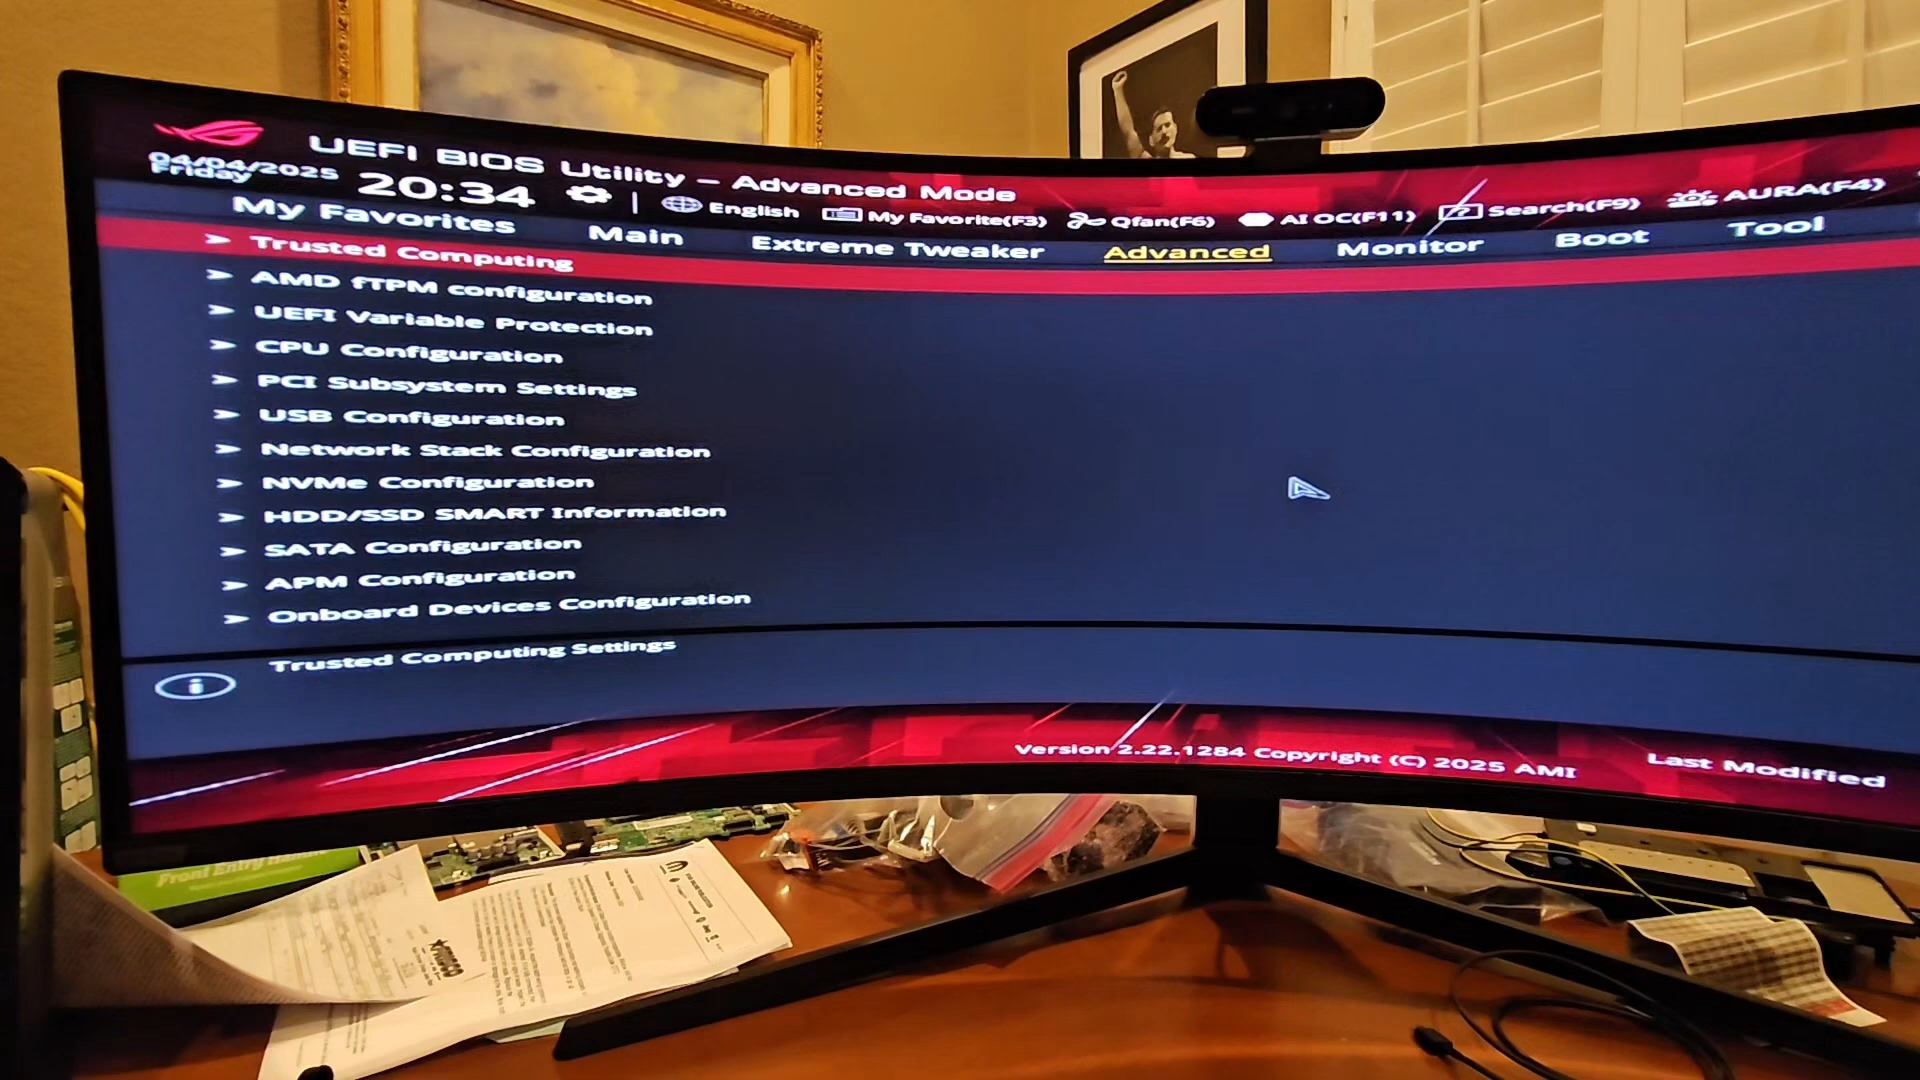 UEFI BIOS Utility – Advanced Mode
04/04/2025
Friday
20:34
English
My Favorite(F3)
Qfan(F6)
AI OC(F11)
Search(F9)
AURA(F4)
My Favorites
Main
Extreme Tweaker
Advanced
Monitor
Boot
Tool
> Trusted Computing
> AMD fTPM configuration
> UEFI Variable Protection
> CPU Configuration
> PCI Subsystem Settings
> USB Configuration
> Network Stack Configuration
> NVMe Configuration
> HDD/SSD SMART Information
> SATA Configuration
> APM Configuration
> Onboard Devices Configuration
Trusted Computing Settings
Version 2.22.1284 Copyright (C) 2025 AMI
Last Modified
Front Entry